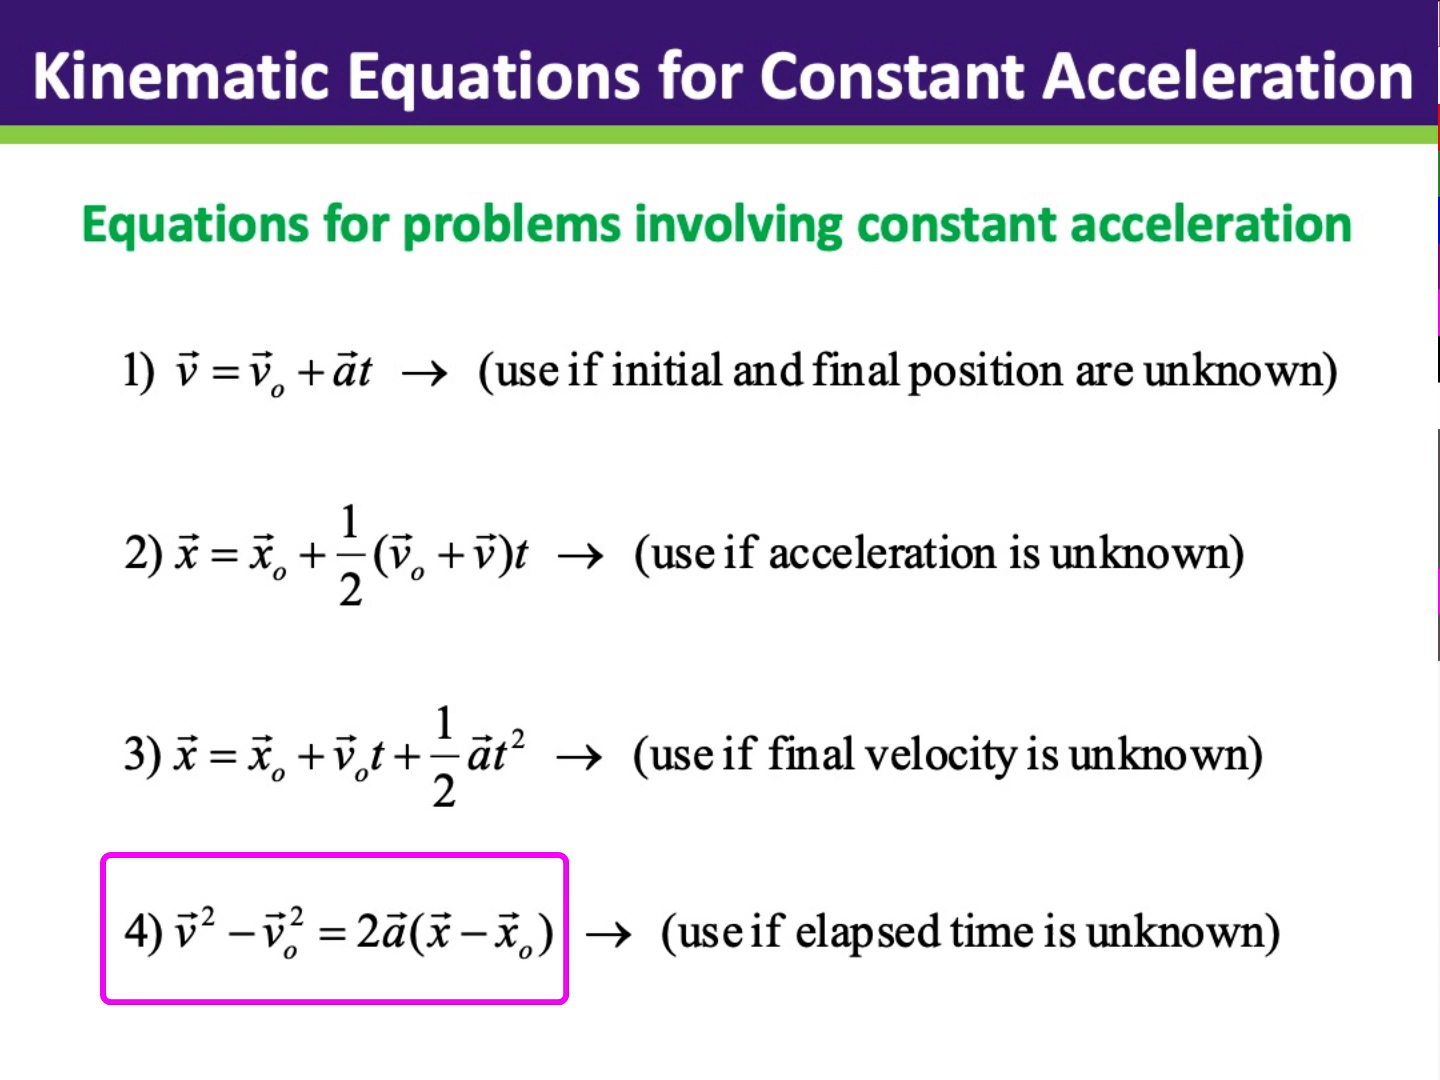 Kinematic Equations for Constant Acceleration
Equations for problems involving constant acceleration
1) v⃗ = v⃗ₒ + a⃗t → (use if initial and final position are unknown)
2) x⃗ = x⃗ₒ + 1/2 (v⃗ₒ + v⃗)t → (use if acceleration is unknown)
3) x⃗ = x⃗ₒ + v⃗ₒt + 1/2 a⃗t² → (use if final velocity is unknown)
4) v⃗² − v⃗ₒ² = 2a⃗(x⃗ − x⃗ₒ) → (use if elapsed time is unknown)